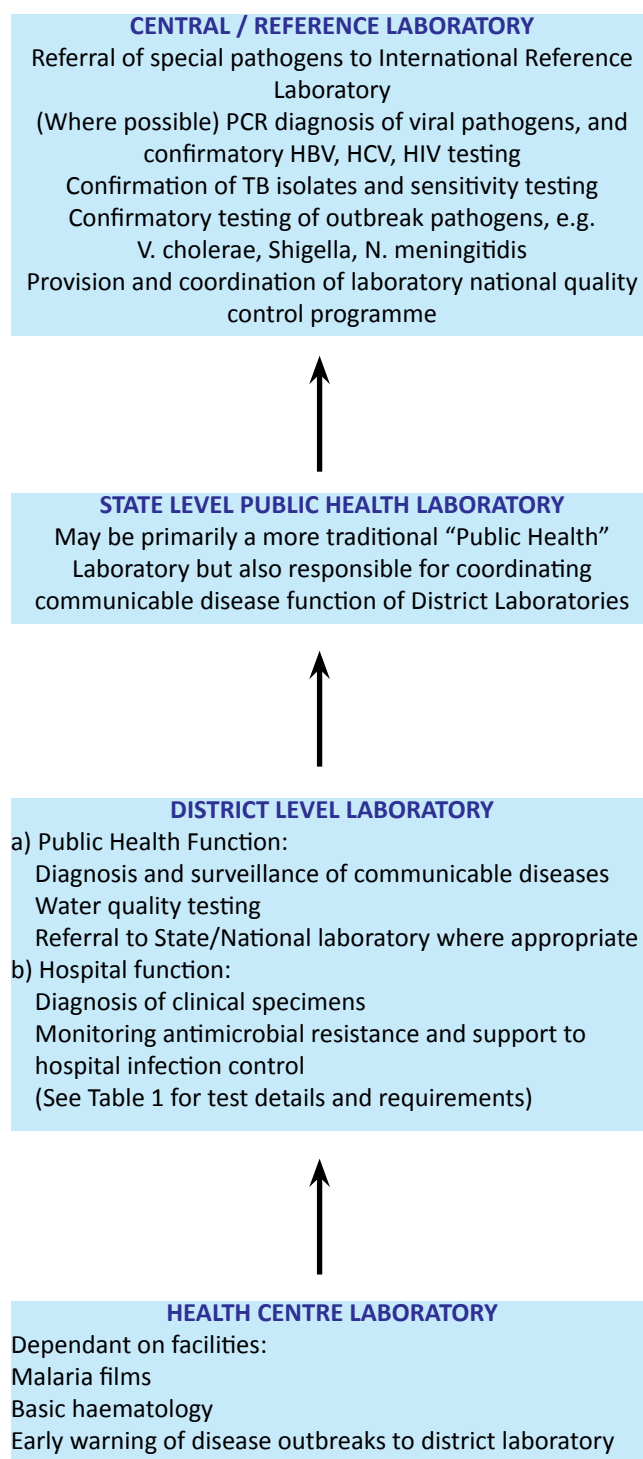 CENTRAL / REFERENCE LABORATORY
Referral of special pathogens to International Reference
Laboratory
(Where possible) PCR diagnosis of viral pathogens, and
confirmatory HBV, HCV, HIV testing
Confirmation of TB isolates and sensitivity testing
Confirmatory testing of outbreak pathogens, e.g.
V. cholerae, Shigella, N. meningitidis
Provision and coordination of laboratory national quality
control programme
STATE LEVEL PUBLIC HEALTH LABORATORY
May be primarily a more traditional “Public Health”
Laboratory but also responsible for coordinating
communicable disease function of District Laboratories
DISTRICT LEVEL LABORATORY
a) Public Health Function:
Diagnosis and surveillance of communicable diseases
Water quality testing
Referral to State/National laboratory where appropriate
b) Hospital function:
Diagnosis of clinical specimens
Monitoring antimicrobial resistance and support to
hospital infection control
(See Table 1 for test details and requirements)
HEALTH CENTRE LABORATORY
Dependant on facilities:
Malaria films
Basic haematology
Early warning of disease outbreaks to district laboratory